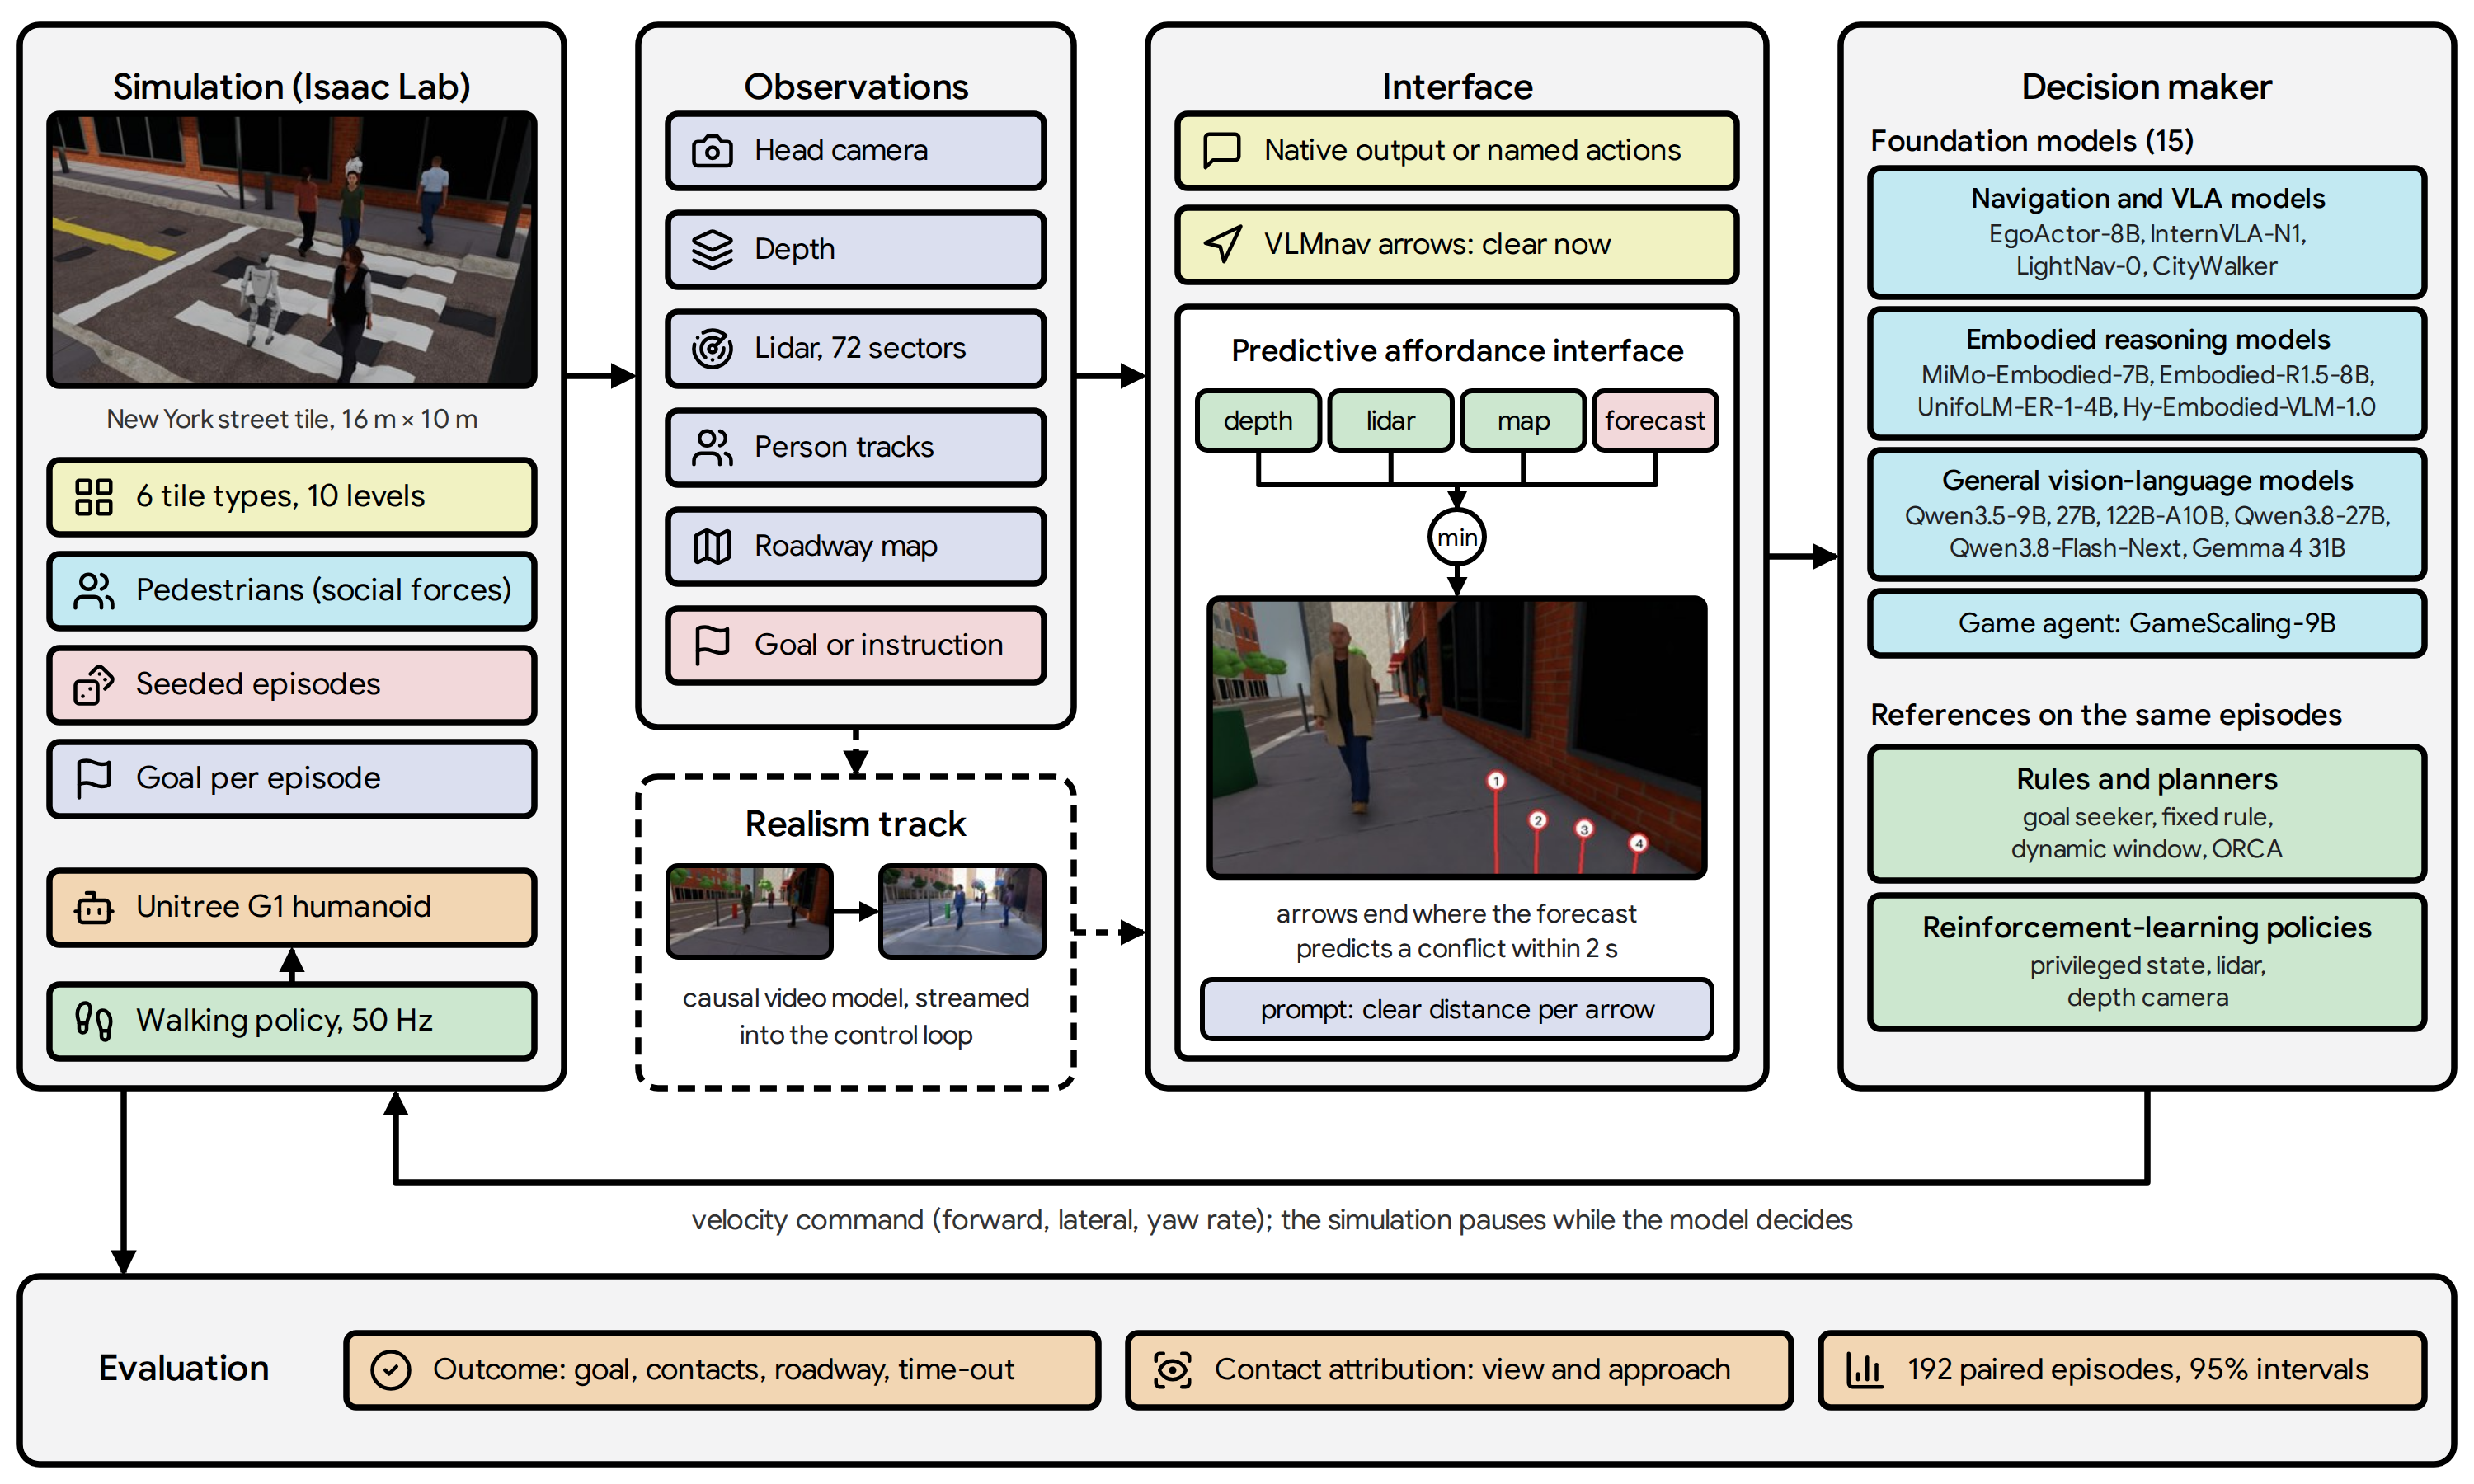 Simulation (Isaac Lab)
New York street tile, 16 m × 10 m
6 tile types, 10 levels
Pedestrians (social forces)
Seeded episodes
Goal per episode
Unitree G1 humanoid
Walking policy, 50 Hz
Observations
Head camera
Depth
Lidar, 72 sectors
Person tracks
Roadway map
Goal or instruction
Realism track
causal video model, streamed
into the control loop
Interface
Native output or named actions
VLMnav arrows: clear now
Predictive affordance interface
depth
lidar
map
forecast
min
1
2
3
4
arrows end where the forecast
predicts a conflict within 2 s
prompt: clear distance per arrow
Decision maker
Foundation models (15)
Navigation and VLA models
EgoActor-8B, InternVLA-N1,
LightNav-0, CityWalker
Embodied reasoning models
MiMo-Embodied-7B, Embodied-R1.5-8B,
UnifoLM-ER-1-4B, Hy-Embodied-VLM-1.0
General vision-language models
Qwen3.5-9B, 27B, 122B-A10B, Qwen3.8-27B,
Qwen3.8-Flash-Next, Gemma 4 31B
Game agent: GameScaling-9B
References on the same episodes
Rules and planners
goal seeker, fixed rule,
dynamic window, ORCA
Reinforcement-learning policies
privileged state, lidar,
depth camera
velocity command (forward, lateral, yaw rate); the simulation pauses while the model decides
Evaluation
Outcome: goal, contacts, roadway, time-out
Contact attribution: view and approach
192 paired episodes, 95% intervals